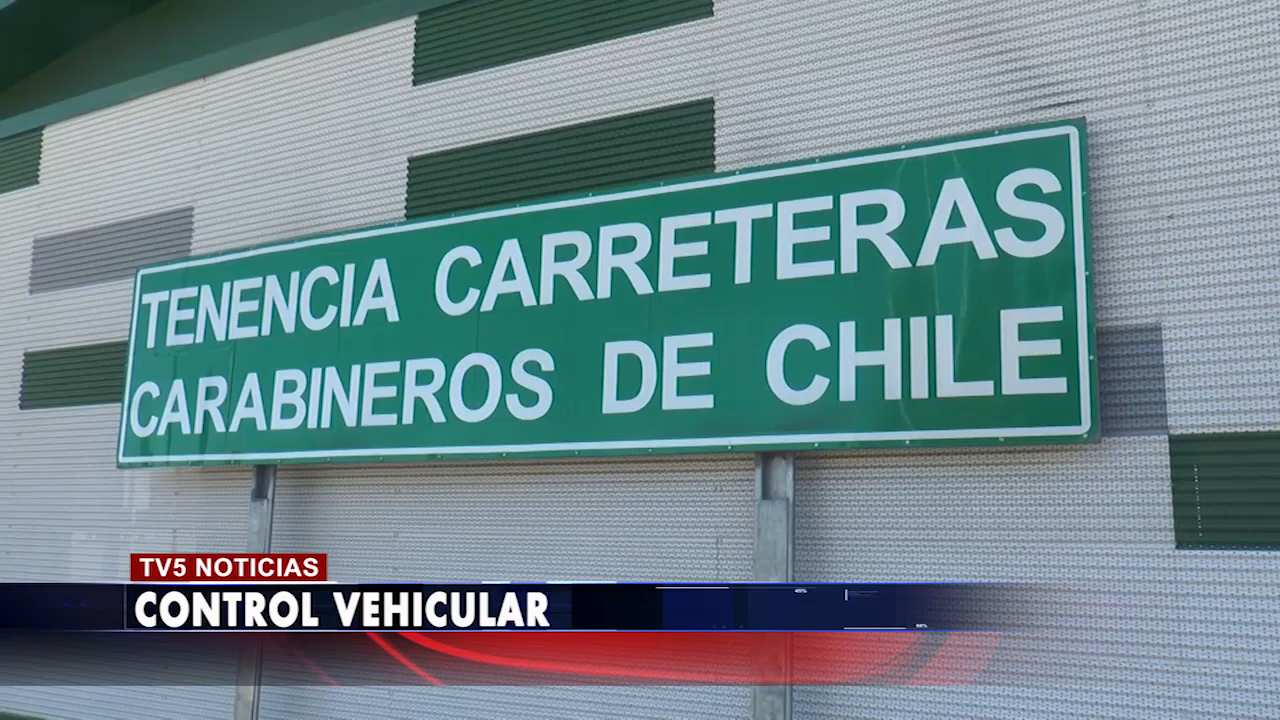 TENENCIA CARRETERAS
CARABINEROS DE CHILE
TV5 NOTICIAS
CONTROL VEHICULAR